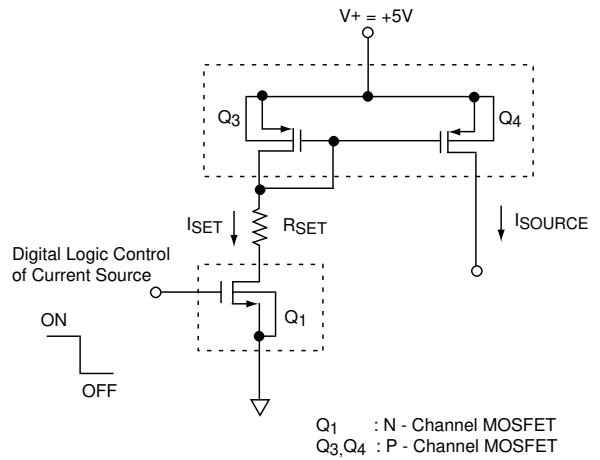 V+ = +5V
Q3
Q4
ISET
RSET
ISOURCE
Digital Logic Control
of Current Source
ON
OFF
Q1
Q1 : N - Channel MOSFET
Q3,Q4 : P - Channel MOSFET